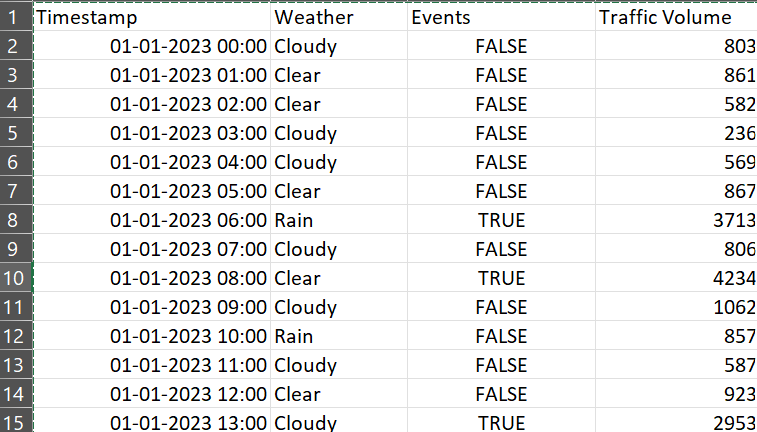 1 Timestamp Weather Events Traffic Volume
2 01-01-2023 00:00 Cloudy FALSE 803
3 01-01-2023 01:00 Clear FALSE 861
4 01-01-2023 02:00 Clear FALSE 582
5 01-01-2023 03:00 Cloudy FALSE 236
6 01-01-2023 04:00 Cloudy FALSE 569
7 01-01-2023 05:00 Clear FALSE 867
8 01-01-2023 06:00 Rain TRUE 3713
9 01-01-2023 07:00 Cloudy FALSE 806
10 01-01-2023 08:00 Clear TRUE 4234
11 01-01-2023 09:00 Cloudy FALSE 1062
12 01-01-2023 10:00 Rain FALSE 857
13 01-01-2023 11:00 Cloudy FALSE 587
14 01-01-2023 12:00 Clear FALSE 923
15 01-01-2023 13:00 Cloudy TRUE 2953